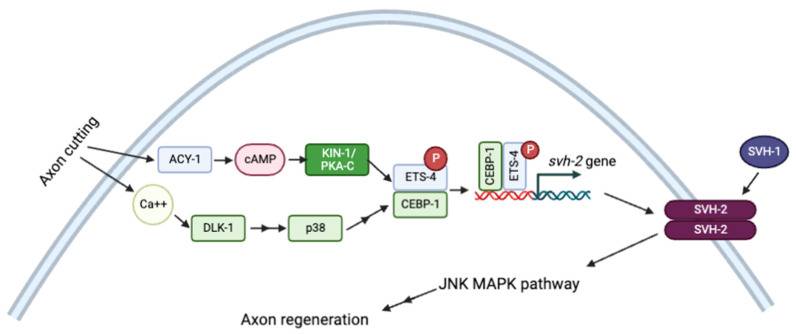 Axon cutting
ACY-1
cAMP
KIN-1/
PKA-C
P
ETS-4
CEBP-1
Ca++
DLK-1
p38
CEBP-1
ETS-4
P
svh-2 gene
SVH-1
SVH-2
SVH-2
JNK MAPK pathway
Axon regeneration